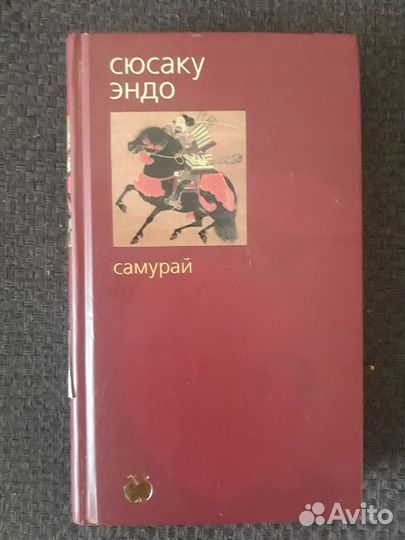 сюсаку
эндо
самурай
Avito